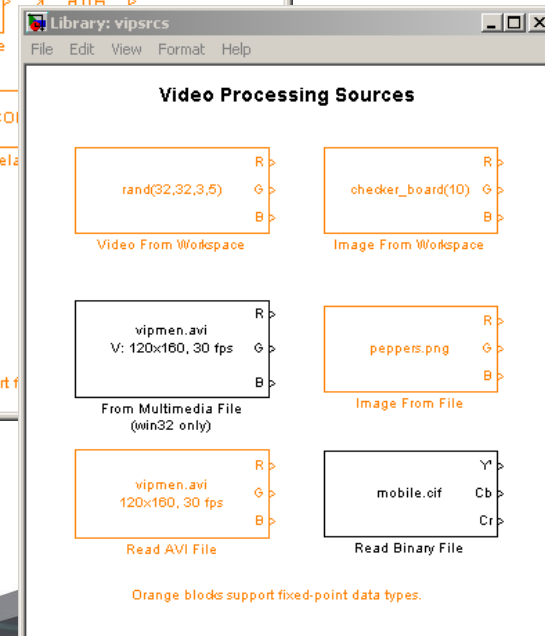 Library: vipsrcs
File Edit View Format Help
Video Processing Sources
rand(32,32,3,5)
R
G
B
Video From Workspace
checker_board(10)
R
G
B
Image From Workspace
vipmen.avi
V: 120x160, 30 fps
R
G
B
From Multimedia File
(win32 only)
peppers.png
R
G
B
Image From File
vipmen.avi
120x160, 30 fps
R
G
B
Read AVI File
mobile.cif
Y'
Cb
Cr
Read Binary File
Orange blocks support fixed-point data types.